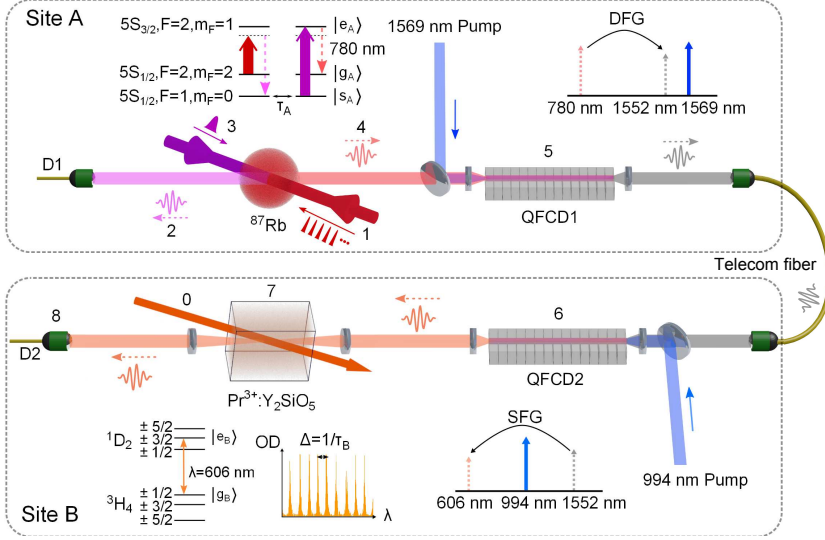 Site A
5S3/2,F=2,mF=1
|eA⟩
780 nm
5S1/2,F=2,mF=2
|gA⟩
5S1/2,F=1,mF=0
τA
|sA⟩
1569 nm Pump
DFG
780 nm 1552 nm 1569 nm
3
4
5
D1
2
87Rb
1
QFCD1
Telecom fiber
8
0
7
6
D2
Pr3+:Y2SiO5
QFCD2
994 nm Pump
1D2
± 5/2
± 3/2
± 1/2
|eB⟩
λ=606 nm
3H4
± 1/2
± 3/2
± 5/2
|gB⟩
OD
Δ=1/τB
λ
SFG
606 nm 994 nm 1552 nm
Site B